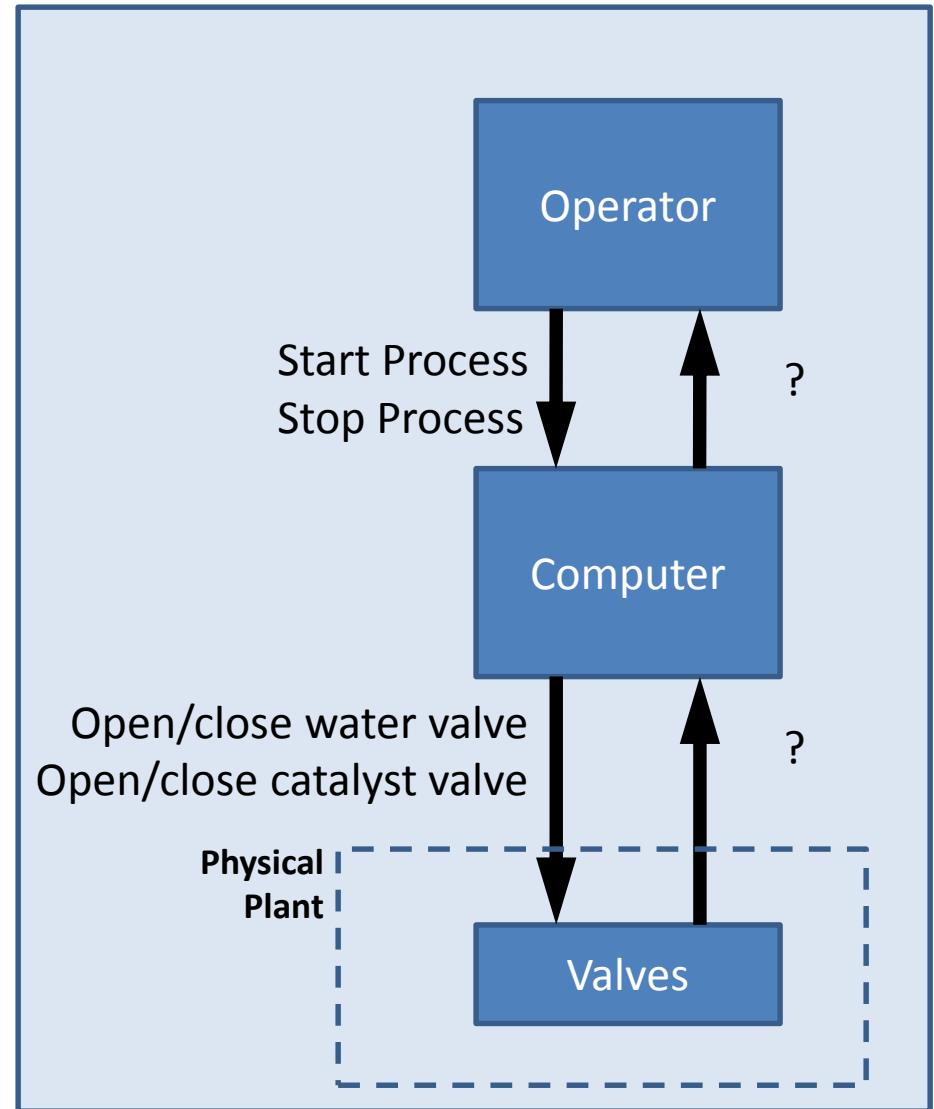 Operator
Start Process
Stop Process
?
Computer
Open/close water valve
Open/close catalyst valve
?
Physical
Plant
Valves